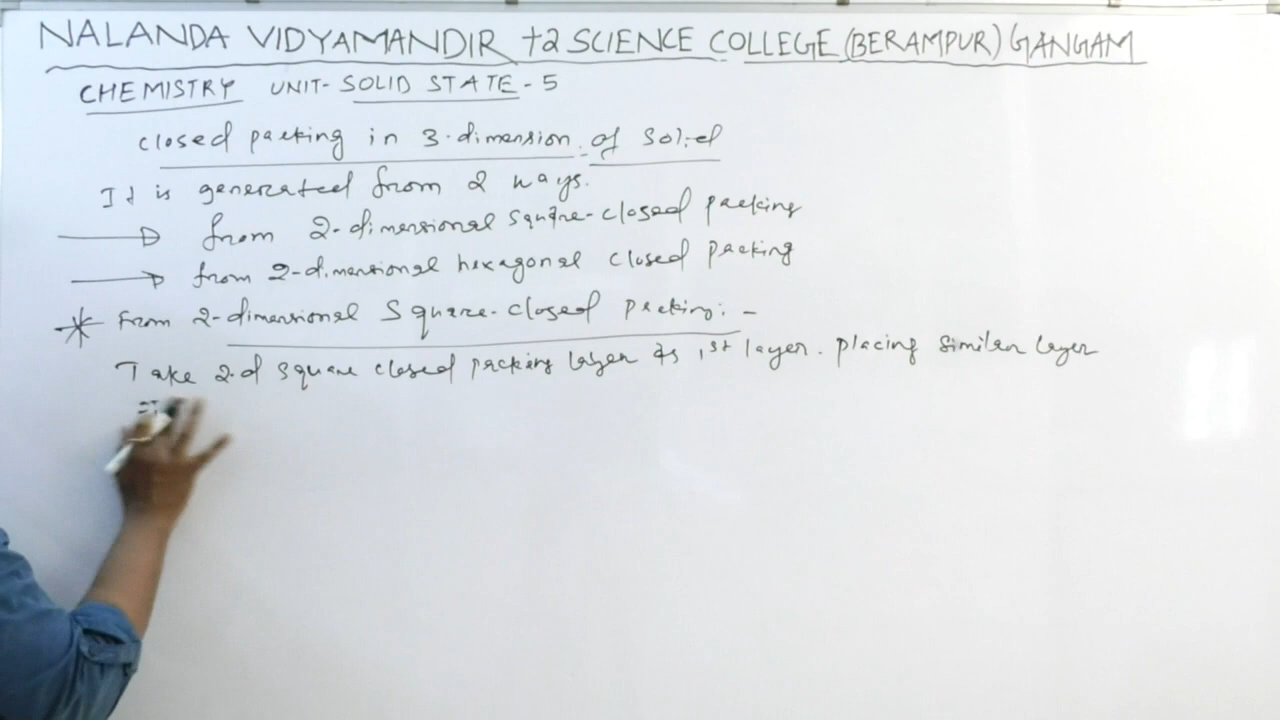 NALANDA VIDYAMANDIR +2 SCIENCE COLLEGE (BERAMPUR) GANGAM
CHEMISTRY UNIT- SOLID STATE - 5
closed packing in 3-dimension of Solid
It is generated from 2 ways.
from 2-dimensional square-closed packing
from 2-dimensional hexagonal closed packing
* From 2-dimensional Square-closed packing: -
Take 2-d square closed packing layer as 1st layer. placing similar layer